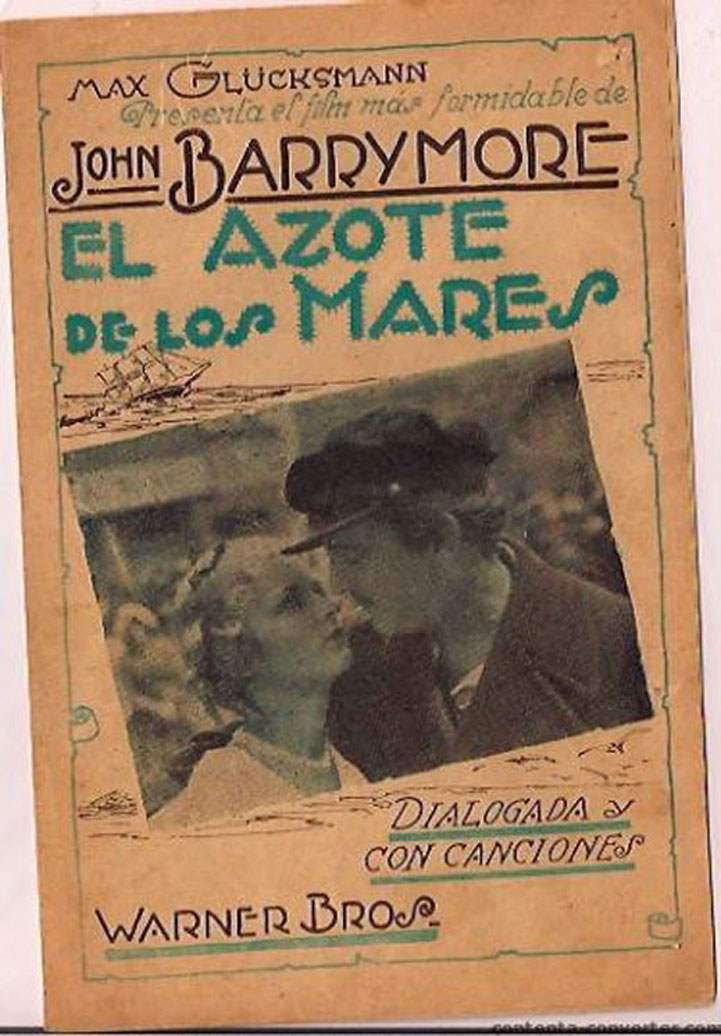 MAX GLÜCKSMANN
Presenta el film más formidable de
JOHN BARRYMORE
EL AZOTE
DE LOS MARES
DIALOGADA y
CON CANCIONES
WARNER BROS.